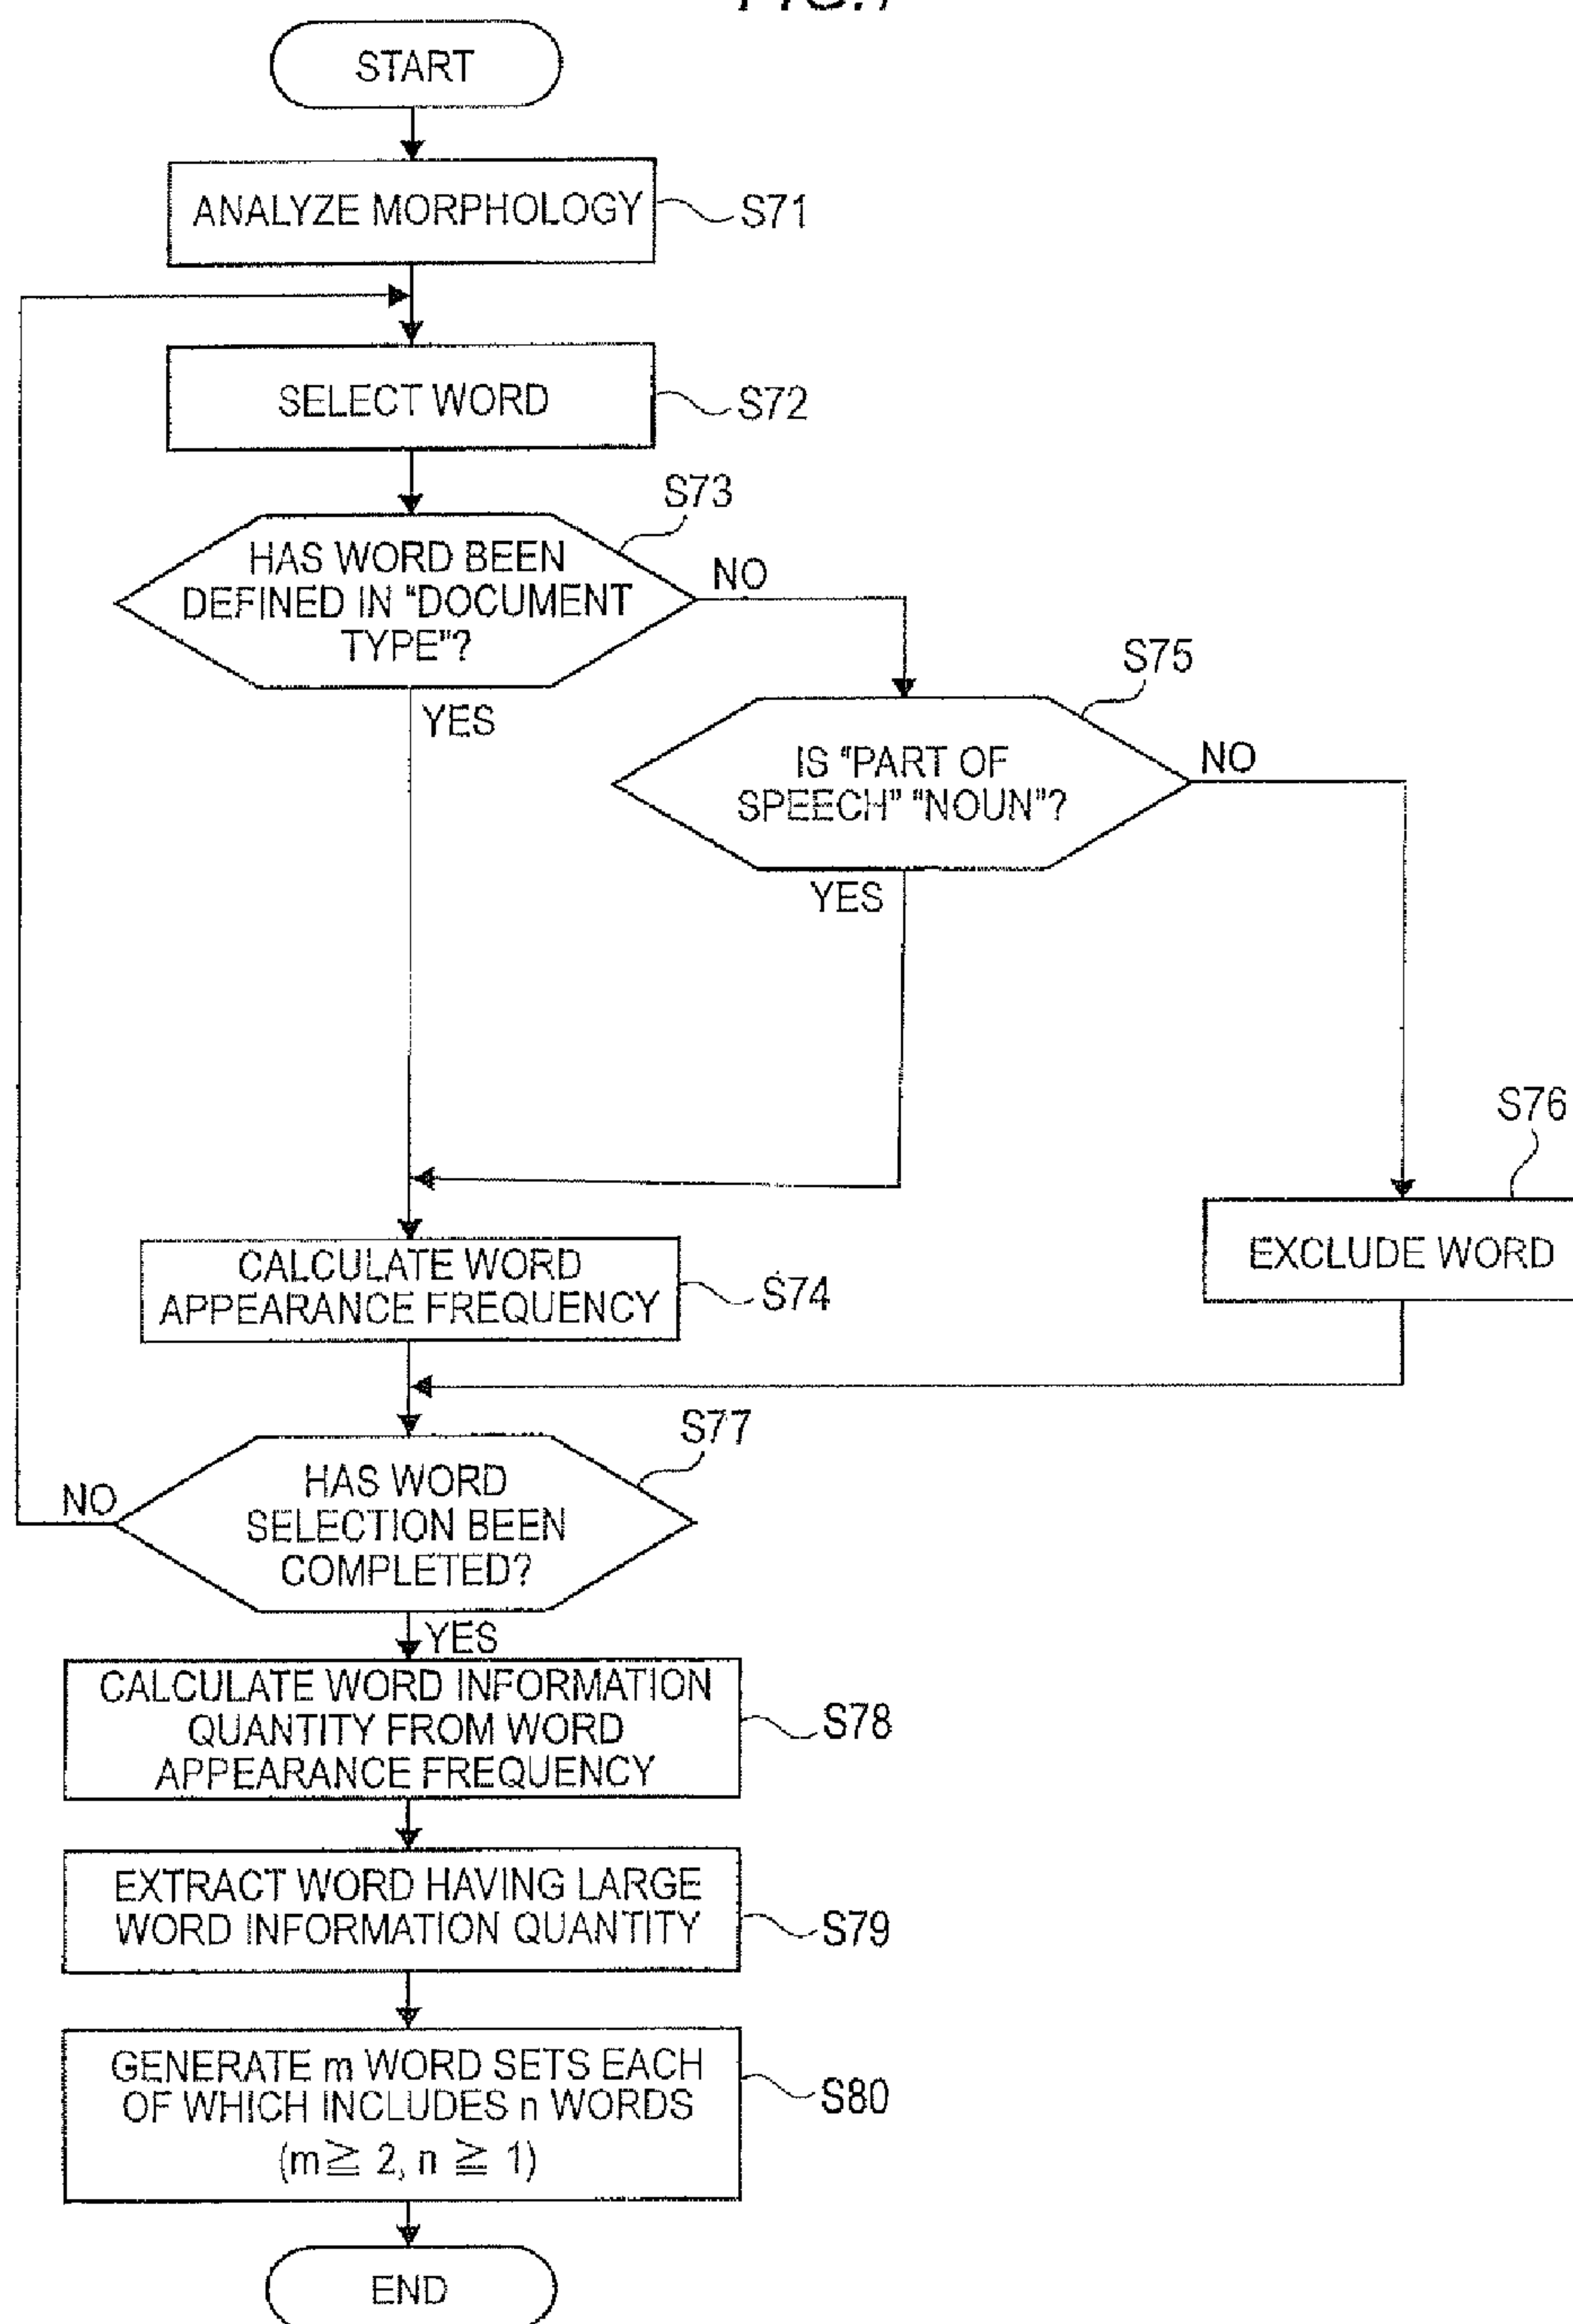 START
ANALYZE MORPHOLOGY
S71
SELECT WORD
S72
S73
HAS WORD BEEN
DEFINED IN "DOCUMENT
TYPE"?
NO
YES
S75
IS "PART OF
SPEECH" "NOUN"?
NO
YES
S76
EXCLUDE WORD
CALCULATE WORD
APPEARANCE FREQUENCY
S74
S77
HAS WORD
SELECTION BEEN
COMPLETED?
NO
YES
CALCULATE WORD INFORMATION
QUANTITY FROM WORD
APPEARANCE FREQUENCY
S78
EXTRACT WORD HAVING LARGE
WORD INFORMATION QUANTITY
S79
GENERATE m WORD SETS EACH
OF WHICH INCLUDES n WORDS
(m≧ 2, n ≧ 1)
S80
END